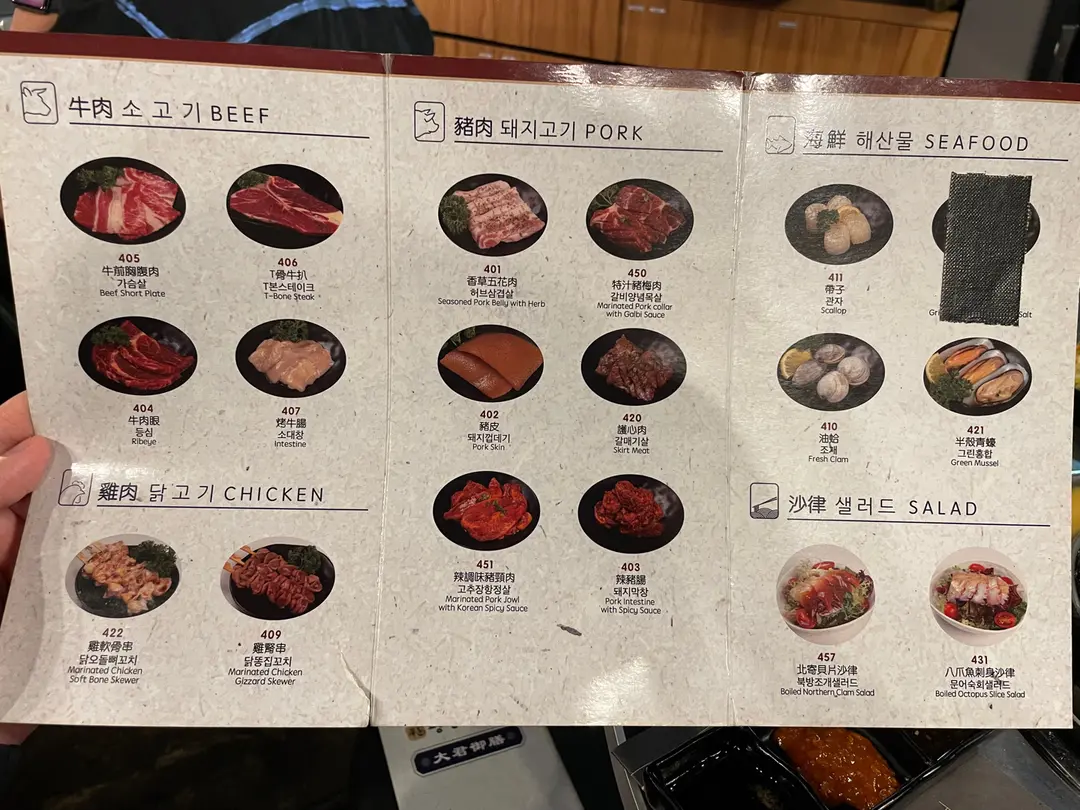 牛肉 소고기 BEEF
405
牛前胸腹肉
가슴살
Beef Short Plate
406
T骨牛扒
T본스테이크
T-Bone Steak
404
牛肉眼
등심
Ribeye
407
烤牛腸
소대창
Intestine
雞肉 닭고기 CHICKEN
422
雞軟骨串
닭오돌뼈꼬치
Marinated Chicken
Soft Bone Skewer
409
雞腎串
닭똥집꼬치
Marinated Chicken
Gizzard Skewer
豬肉 돼지고기 PORK
401
香草五花肉
허브삼겹살
Seasoned Pork Belly with Herb
450
特汁豬梅肉
갈비양념목살
Marinated Pork collar
with Galbi Sauce
402
豬皮
돼지껍데기
Pork Skin
420
護心肉
갈매기살
Skirt Meat
451
辣調味豬頸肉
고추장항정살
Marinated Pork Jowl
with Korean Spicy Sauce
403
辣豬腸
돼지막창
Pork Intestine
with Spicy Sauce
海鮮 해산물 SEAFOOD
411
帶子
관자
Scallop
Salt
410
油蛤
조개
Fresh Clam
421
半殼青蠔
그린홍합
Green Mussel
沙律 샐러드 SALAD
457
北寄貝片沙律
북방조개샐러드
Boiled Northern Clam Salad
431
八爪魚刺身沙律
문어숙회샐러드
Boiled Octopus Slice Salad
大君御膳